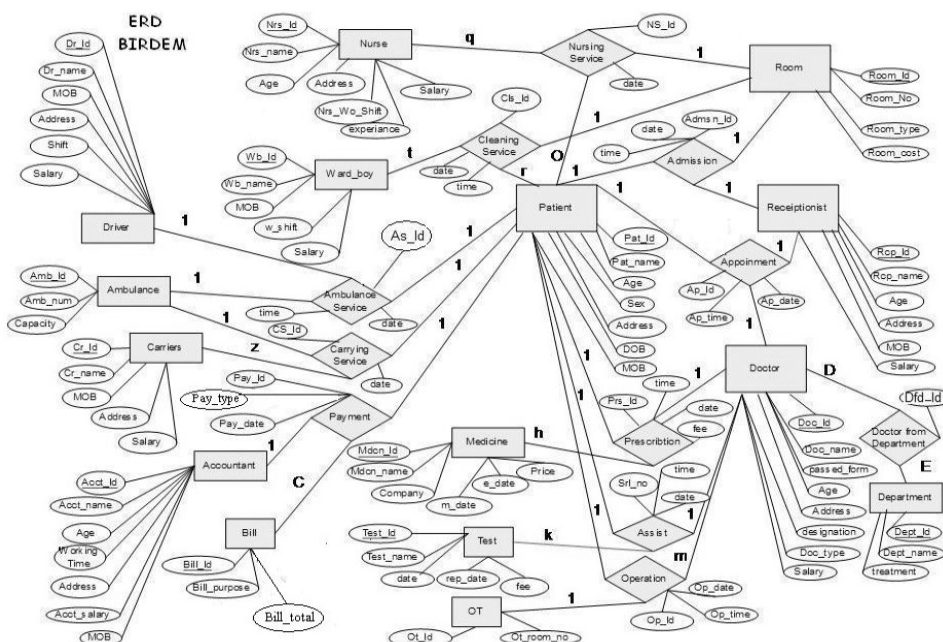 ERD
BIRDEM
Dr_Id
Dr_name
MOB
Address
Shift
Salary
Driver
1
Nrs_Id
Nrs_name
Age
Address
Nrs_Wo_Shift
experiance
Salary
Nurse
q
Nursing
Service
NS_Id
date
1
Room
Room_Id
Room_No
Room_type
Room_cost
Wb_Id
Wb_name
MOB
w_shift
Salary
Ward_boy
t
Cls_Id
Cleaning
Service
date
time
r
O
1
1
Admsn_Id
date
time
Admission
1
1
1
Patient
Pat_Id
Pat_name
Age
Sex
Address
DOB
MOB
Receiptionist
Rcp_Id
Rcp_name
Age
Address
MOB
Salary
1
Appoinment
Ap_Id
Ap_time
Ap_date
1
1
Amb_Id
Amb_num
Capacity
Ambulance
1
As_Id
Ambulance
Service
time
date
1
1
CS_Id
Carrying
Service
date
z
1
Cr_Id
Cr_name
MOB
Address
Salary
Carriers
Pay_Id
Pay_type
Pay_date
Payment
1
C
Acct_Id
Acct_name
Age
Working
Time
Address
Acct_salary
MOB
Accountant
Bill
Bill_Id
Bill_purpose
Bill_total
Medicine
Mdcn_Id
Mdcn_name
Company
m_date
e_date
Price
h
Prescribtion
Prs_Id
time
date
fee
1
1
Doctor
Doc_Id
Doc_name
passed_form
Age
Address
designation
Doc_type
Salary
D
Dfd_Id
Doctor from
Department
E
Department
Dept_Id
Dept_name
treatment
Test
Test_Id
Test_name
date
rep_date
fee
k
Assist
Srl_no
time
date
1
1
Operation
m
1
1
Op_date
Op_time
Op_Id
OT
Ot_Id
Ot_room_no